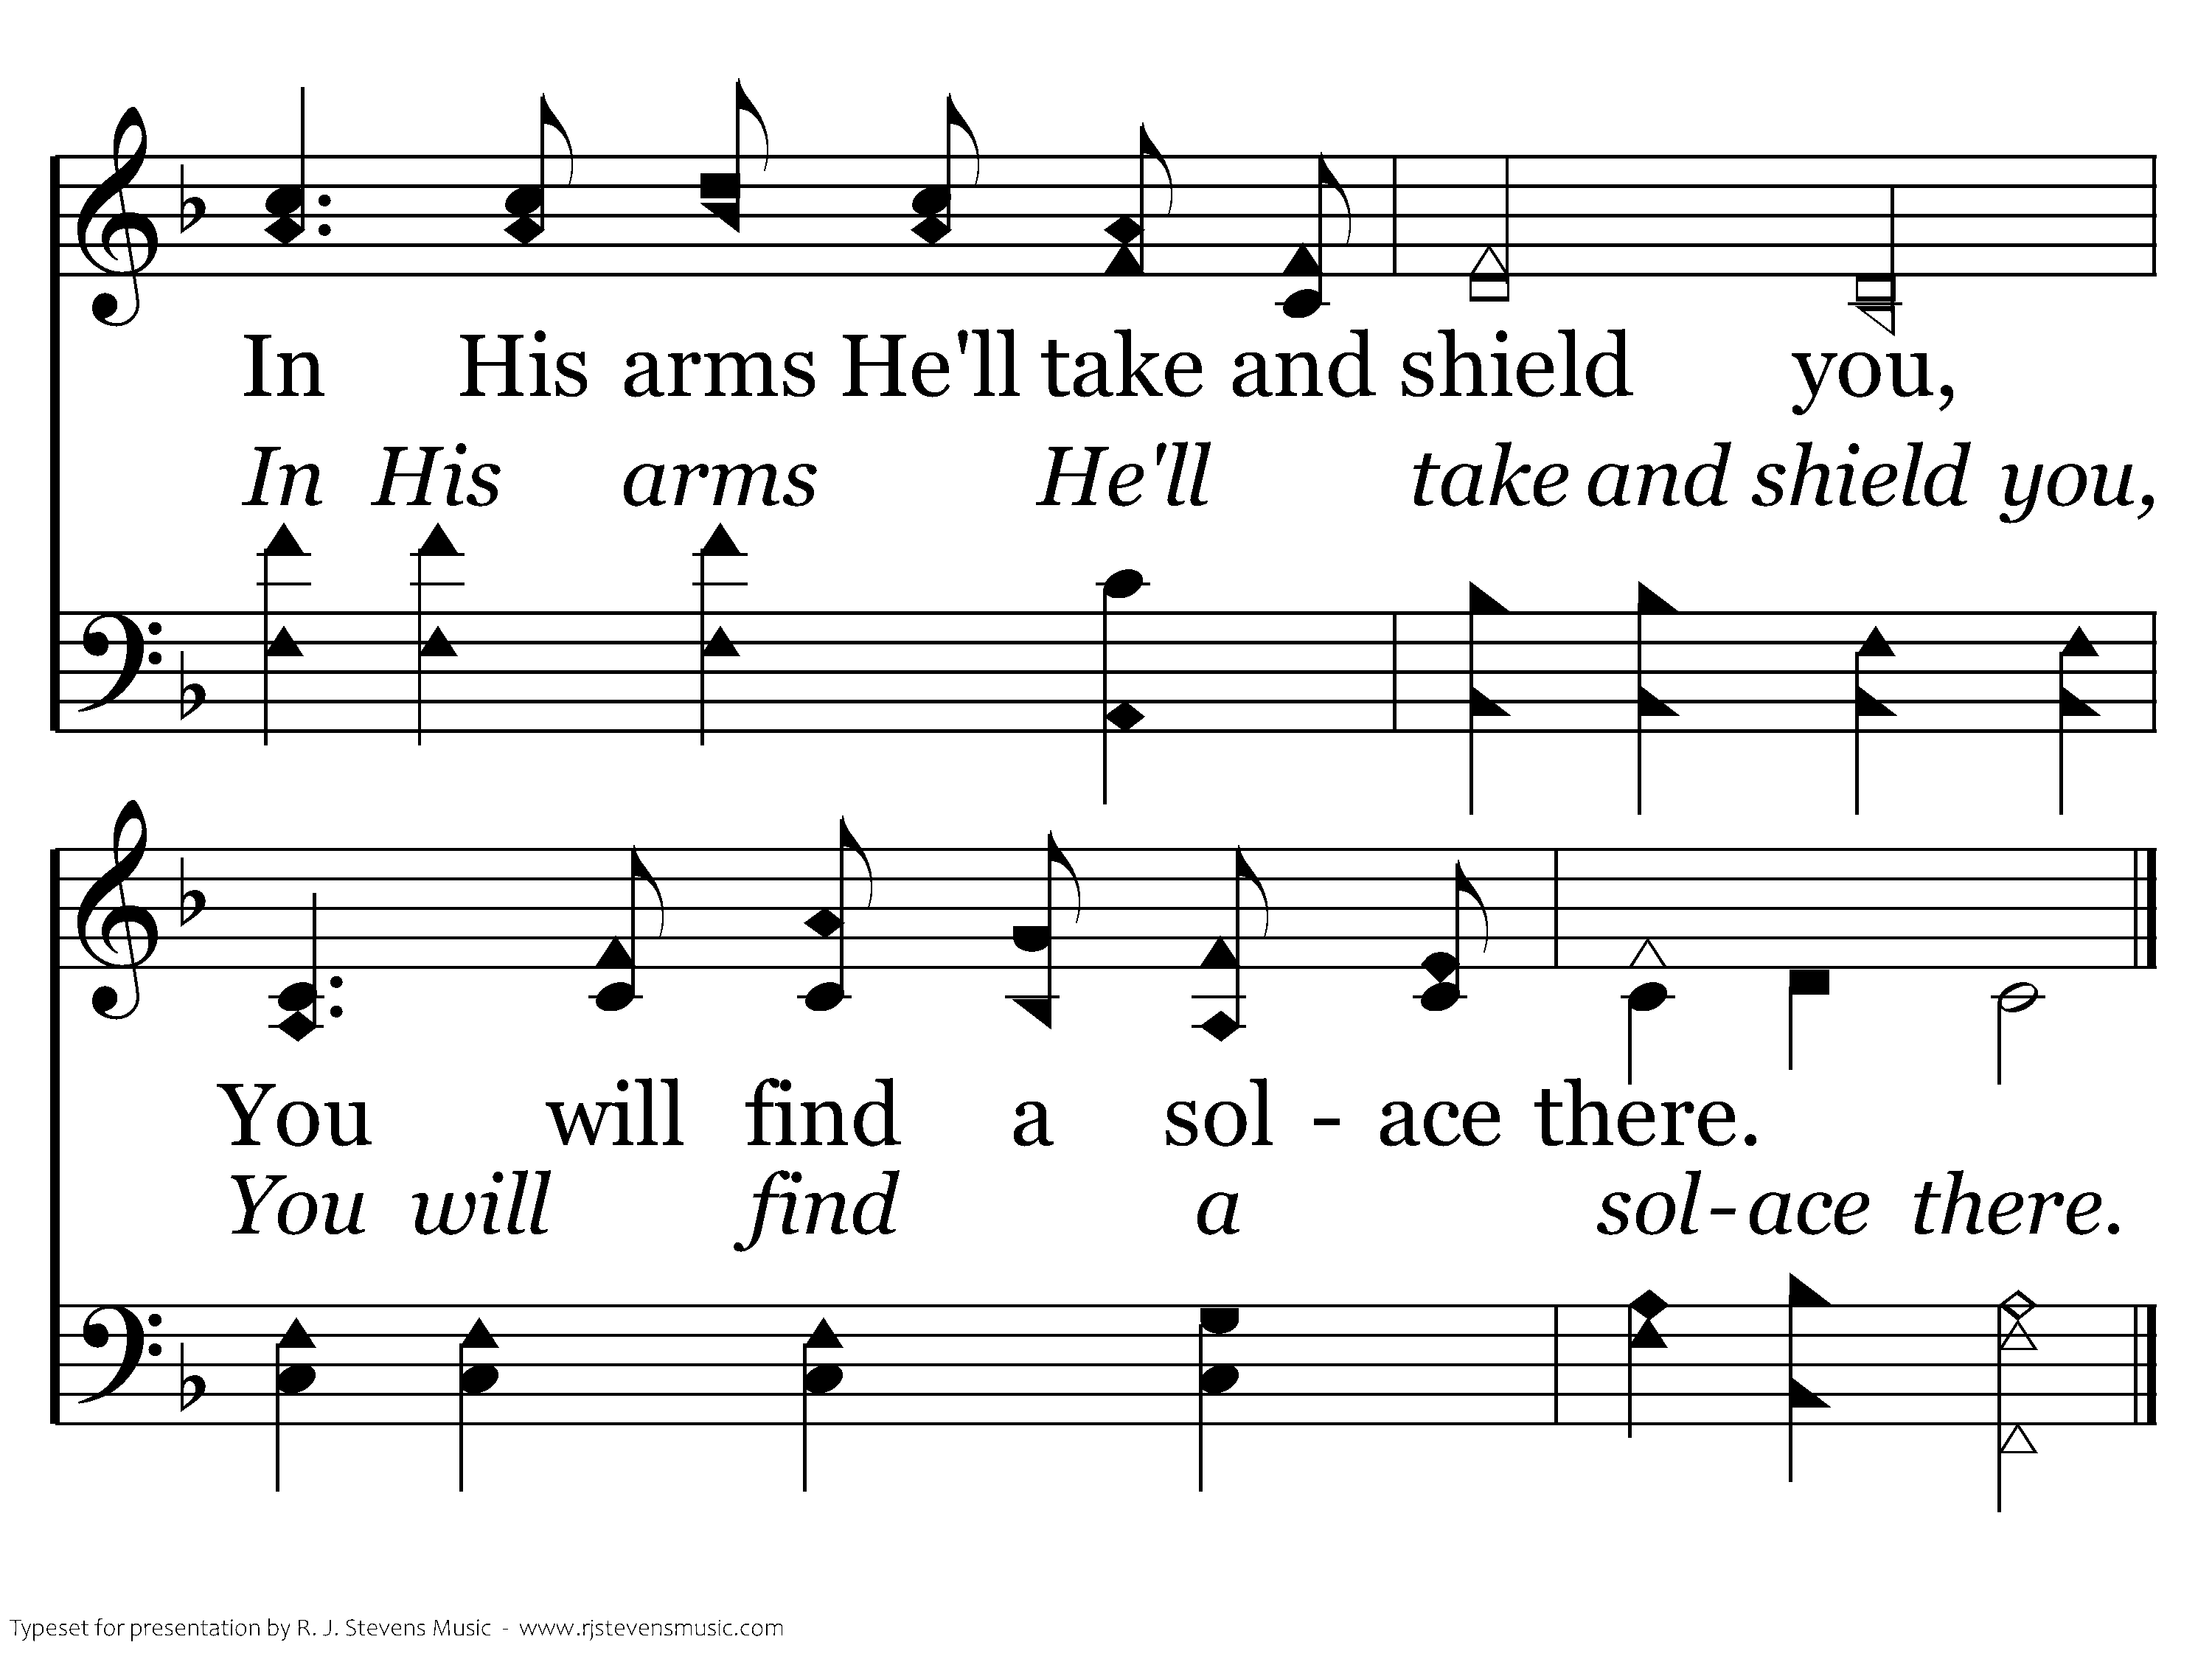 In His arms He'll take and shield you,
In His arms He'll take and shield you,
You will find a sol - ace there.
You will find a sol-ace there.
Typeset for presentation by R. J. Stevens Music - www.rjstevensmusic.com